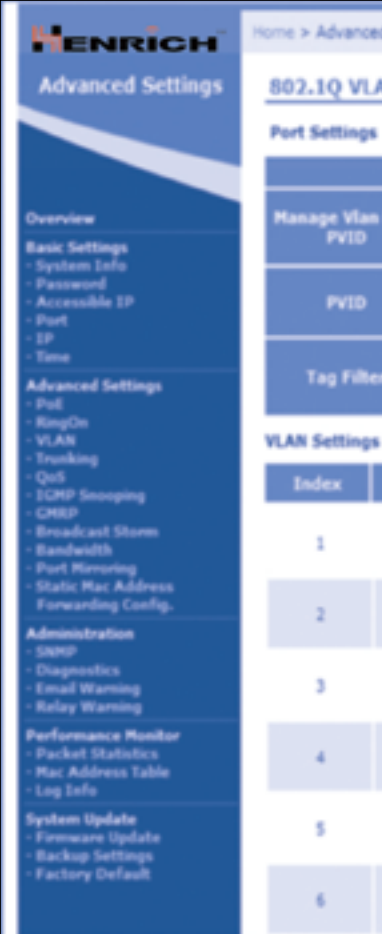 HENRICH
Advanced Settings
Overview
Basic Settings
- System Info
- Password
- Accessible IP
- Port
- IP
- Time
Advanced Settings
- PoE
- RingOn
- VLAN
- Trunking
- QoS
- IGMP Snooping
- GMRP
- Broadcast Storm
- Bandwidth
- Port Mirroring
- Static Mac Address
Forwarding Config.
Administration
- SNMP
- Diagnostics
- Email Warning
- Relay Warning
Performance Monitor
- Packet Statistics
- Mac Address Table
- Log Info
System Update
- Firmware Update
- Backup Settings
- Factory Default
Home > Advanced
802.1Q VLA
Port Settings
Manage Vlan
PVID
PVID
Tag Filte
VLAN Settings
Index
1
2
3
4
5
6